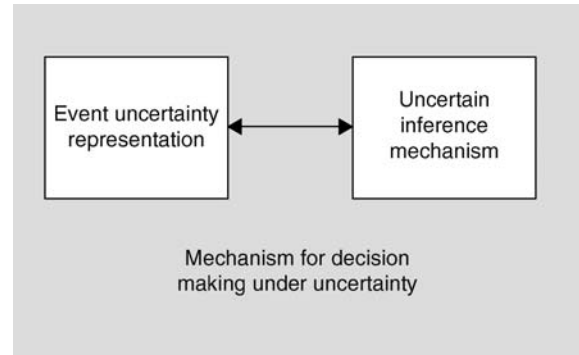 Event uncertainty
representation
Uncertain
inference
mechanism
Mechanism for decision
making under uncertainty